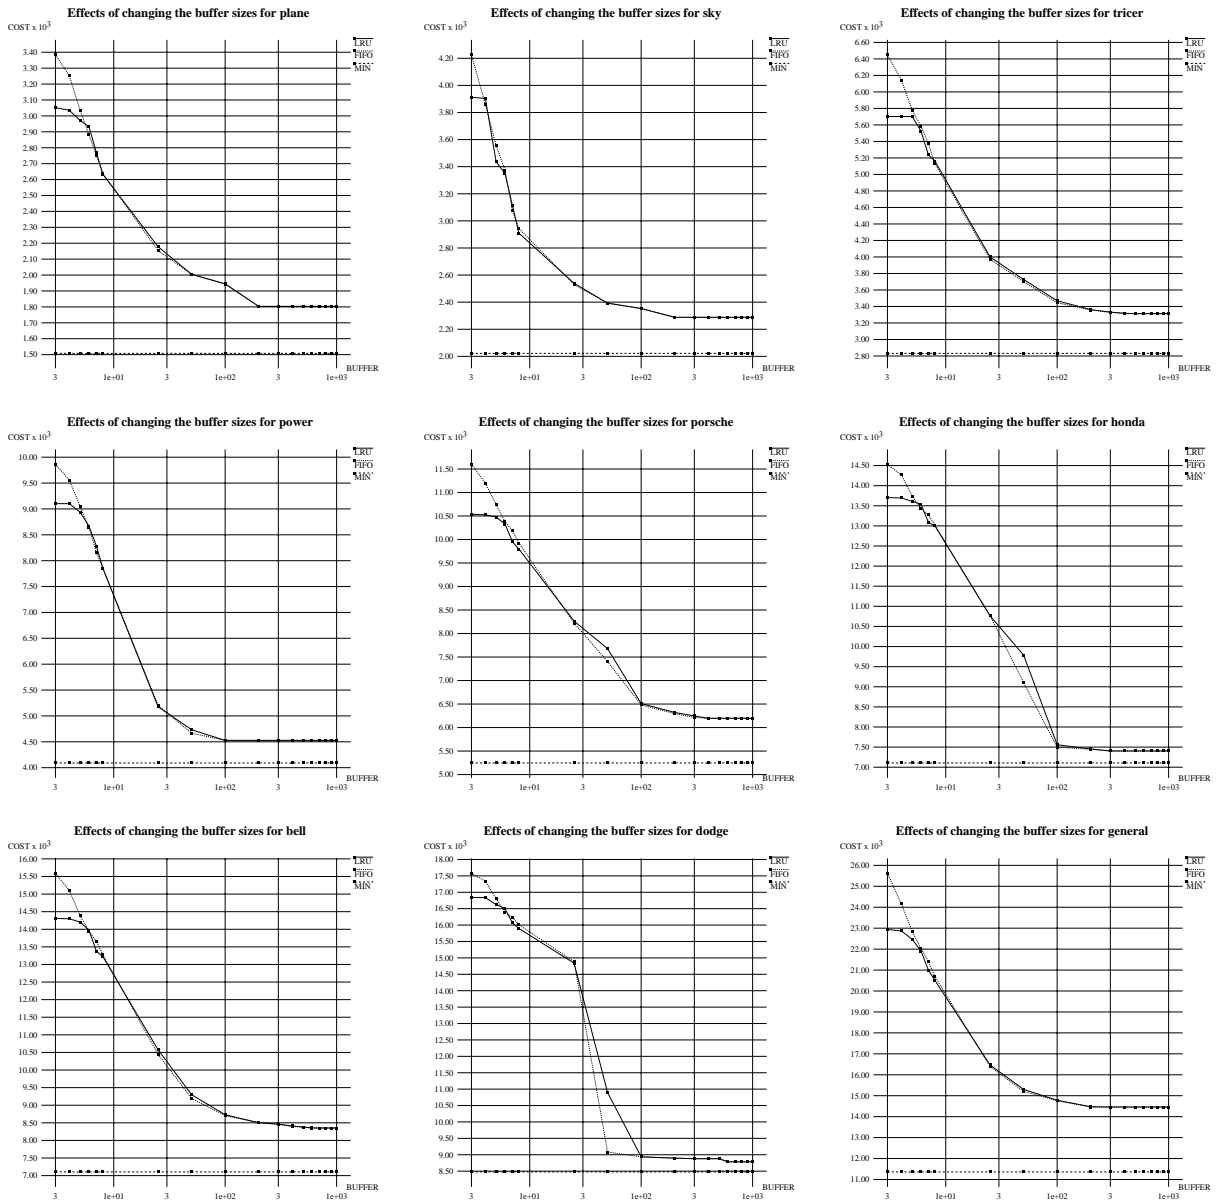 Effects of changing the buffer sizes for plane
COST x 10³
LRU
FIFO
MIN
3.40
3.30
3.20
3.10
3.00
2.90
2.80
2.70
2.60
2.50
2.40
2.30
2.20
2.10
2.00
1.90
1.80
1.70
1.60
1.50
BUFFER
3 1e+01 3 1e+02 3 1e+03
Effects of changing the buffer sizes for sky
COST x 10³
LRU
FIFO
MIN
4.20
4.00
3.80
3.60
3.40
3.20
3.00
2.80
2.60
2.40
2.20
2.00
BUFFER
3 1e+01 3 1e+02 3 1e+03
Effects of changing the buffer sizes for tricer
COST x 10³
LRU
FIFO
MIN
6.60
6.40
6.20
6.00
5.80
5.60
5.40
5.20
5.00
4.80
4.60
4.40
4.20
4.00
3.80
3.60
3.40
3.20
3.00
2.80
BUFFER
3 1e+01 3 1e+02 3 1e+03
Effects of changing the buffer sizes for power
COST x 10³
LRU
FIFO
MIN
10.00
9.50
9.00
8.50
8.00
7.50
7.00
6.50
6.00
5.50
5.00
4.50
4.00
BUFFER
3 1e+01 3 1e+02 3 1e+03
Effects of changing the buffer sizes for porsche
COST x 10³
LRU
FIFO
MIN
11.50
11.00
10.50
10.00
9.50
9.00
8.50
8.00
7.50
7.00
6.50
6.00
5.50
5.00
BUFFER
3 1e+01 3 1e+02 3 1e+03
Effects of changing the buffer sizes for honda
COST x 10³
LRU
FIFO
MIN
14.50
14.00
13.50
13.00
12.50
12.00
11.50
11.00
10.50
10.00
9.50
9.00
8.50
8.00
7.50
7.00
BUFFER
3 1e+01 3 1e+02 3 1e+03
Effects of changing the buffer sizes for bell
COST x 10³
LRU
FIFO
MIN
16.00
15.50
15.00
14.50
14.00
13.50
13.00
12.50
12.00
11.50
11.00
10.50
10.00
9.50
9.00
8.50
8.00
7.50
7.00
BUFFER
3 1e+01 3 1e+02 3 1e+03
Effects of changing the buffer sizes for dodge
COST x 10³
LRU
FIFO
MIN
18.00
17.50
17.00
16.50
16.00
15.50
15.00
14.50
14.00
13.50
13.00
12.50
12.00
11.50
11.00
10.50
10.00
9.50
9.00
8.50
BUFFER
3 1e+01 3 1e+02 3 1e+03
Effects of changing the buffer sizes for general
COST x 10³
LRU
FIFO
MIN
26.00
25.00
24.00
23.00
22.00
21.00
20.00
19.00
18.00
17.00
16.00
15.00
14.00
13.00
12.00
11.00
BUFFER
3 1e+01 3 1e+02 3 1e+03